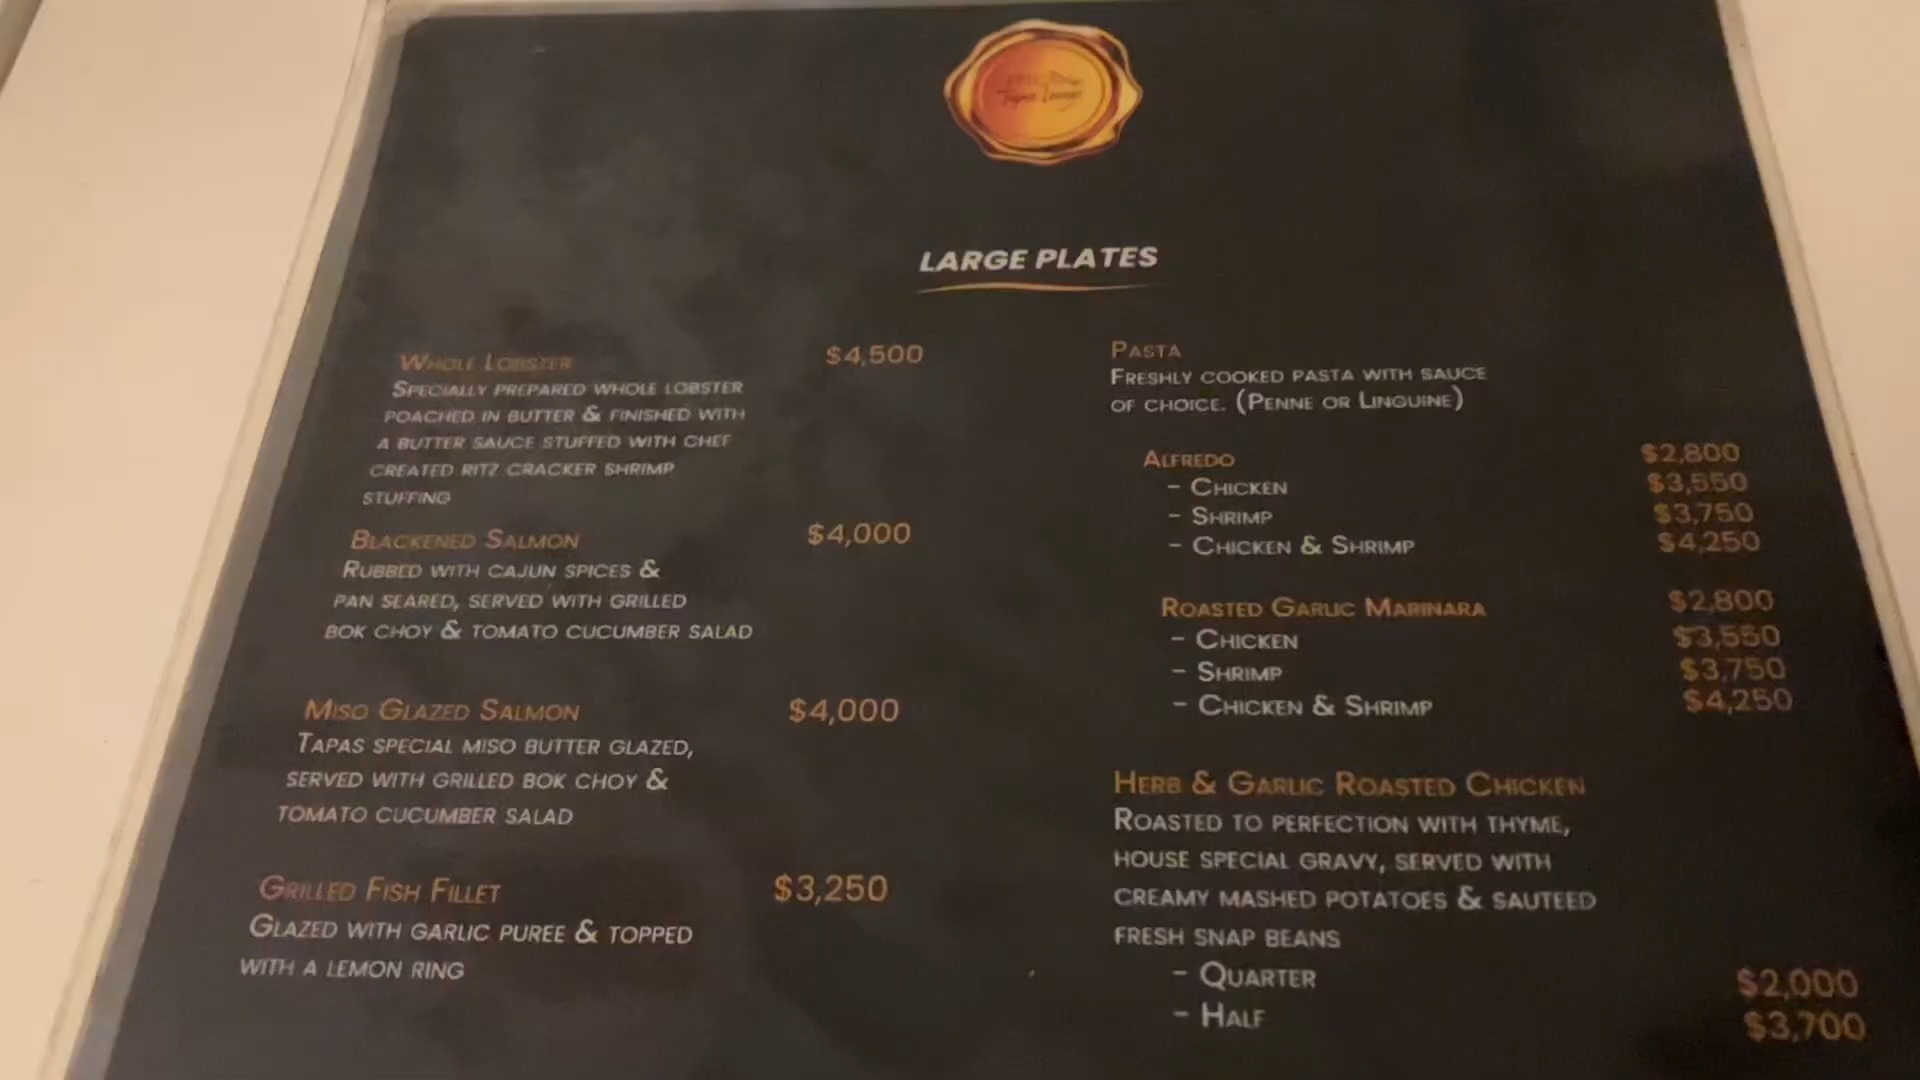 Tapas Lounge
LARGE PLATES
WHOLE LOBSTER $4,500
SPECIALLY PREPARED WHOLE LOBSTER
POACHED IN BUTTER & FINISHED WITH
A BUTTER SAUCE STUFFED WITH CHEF
CREATED RITZ CRACKER SHRIMP
STUFFING
BLACKENED SALMON $4,000
RUBBED WITH CAJUN SPICES &
PAN SEARED, SERVED WITH GRILLED
BOK CHOY & TOMATO CUCUMBER SALAD
MISO GLAZED SALMON $4,000
TAPAS SPECIAL MISO BUTTER GLAZED,
SERVED WITH GRILLED BOK CHOY &
TOMATO CUCUMBER SALAD
GRILLED FISH FILLET $3,250
GLAZED WITH GARLIC PUREE & TOPPED
WITH A LEMON RING
PASTA
FRESHLY COOKED PASTA WITH SAUCE
OF CHOICE. (PENNE OR LINGUINE)
ALFREDO $2,800
- CHICKEN $3,550
- SHRIMP $3,750
- CHICKEN & SHRIMP $4,250
ROASTED GARLIC MARINARA $2,800
- CHICKEN $3,550
- SHRIMP $3,750
- CHICKEN & SHRIMP $4,250
HERB & GARLIC ROASTED CHICKEN
ROASTED TO PERFECTION WITH THYME,
HOUSE SPECIAL GRAVY, SERVED WITH
CREAMY MASHED POTATOES & SAUTEED
FRESH SNAP BEANS
- QUARTER $2,000
- HALF $3,700